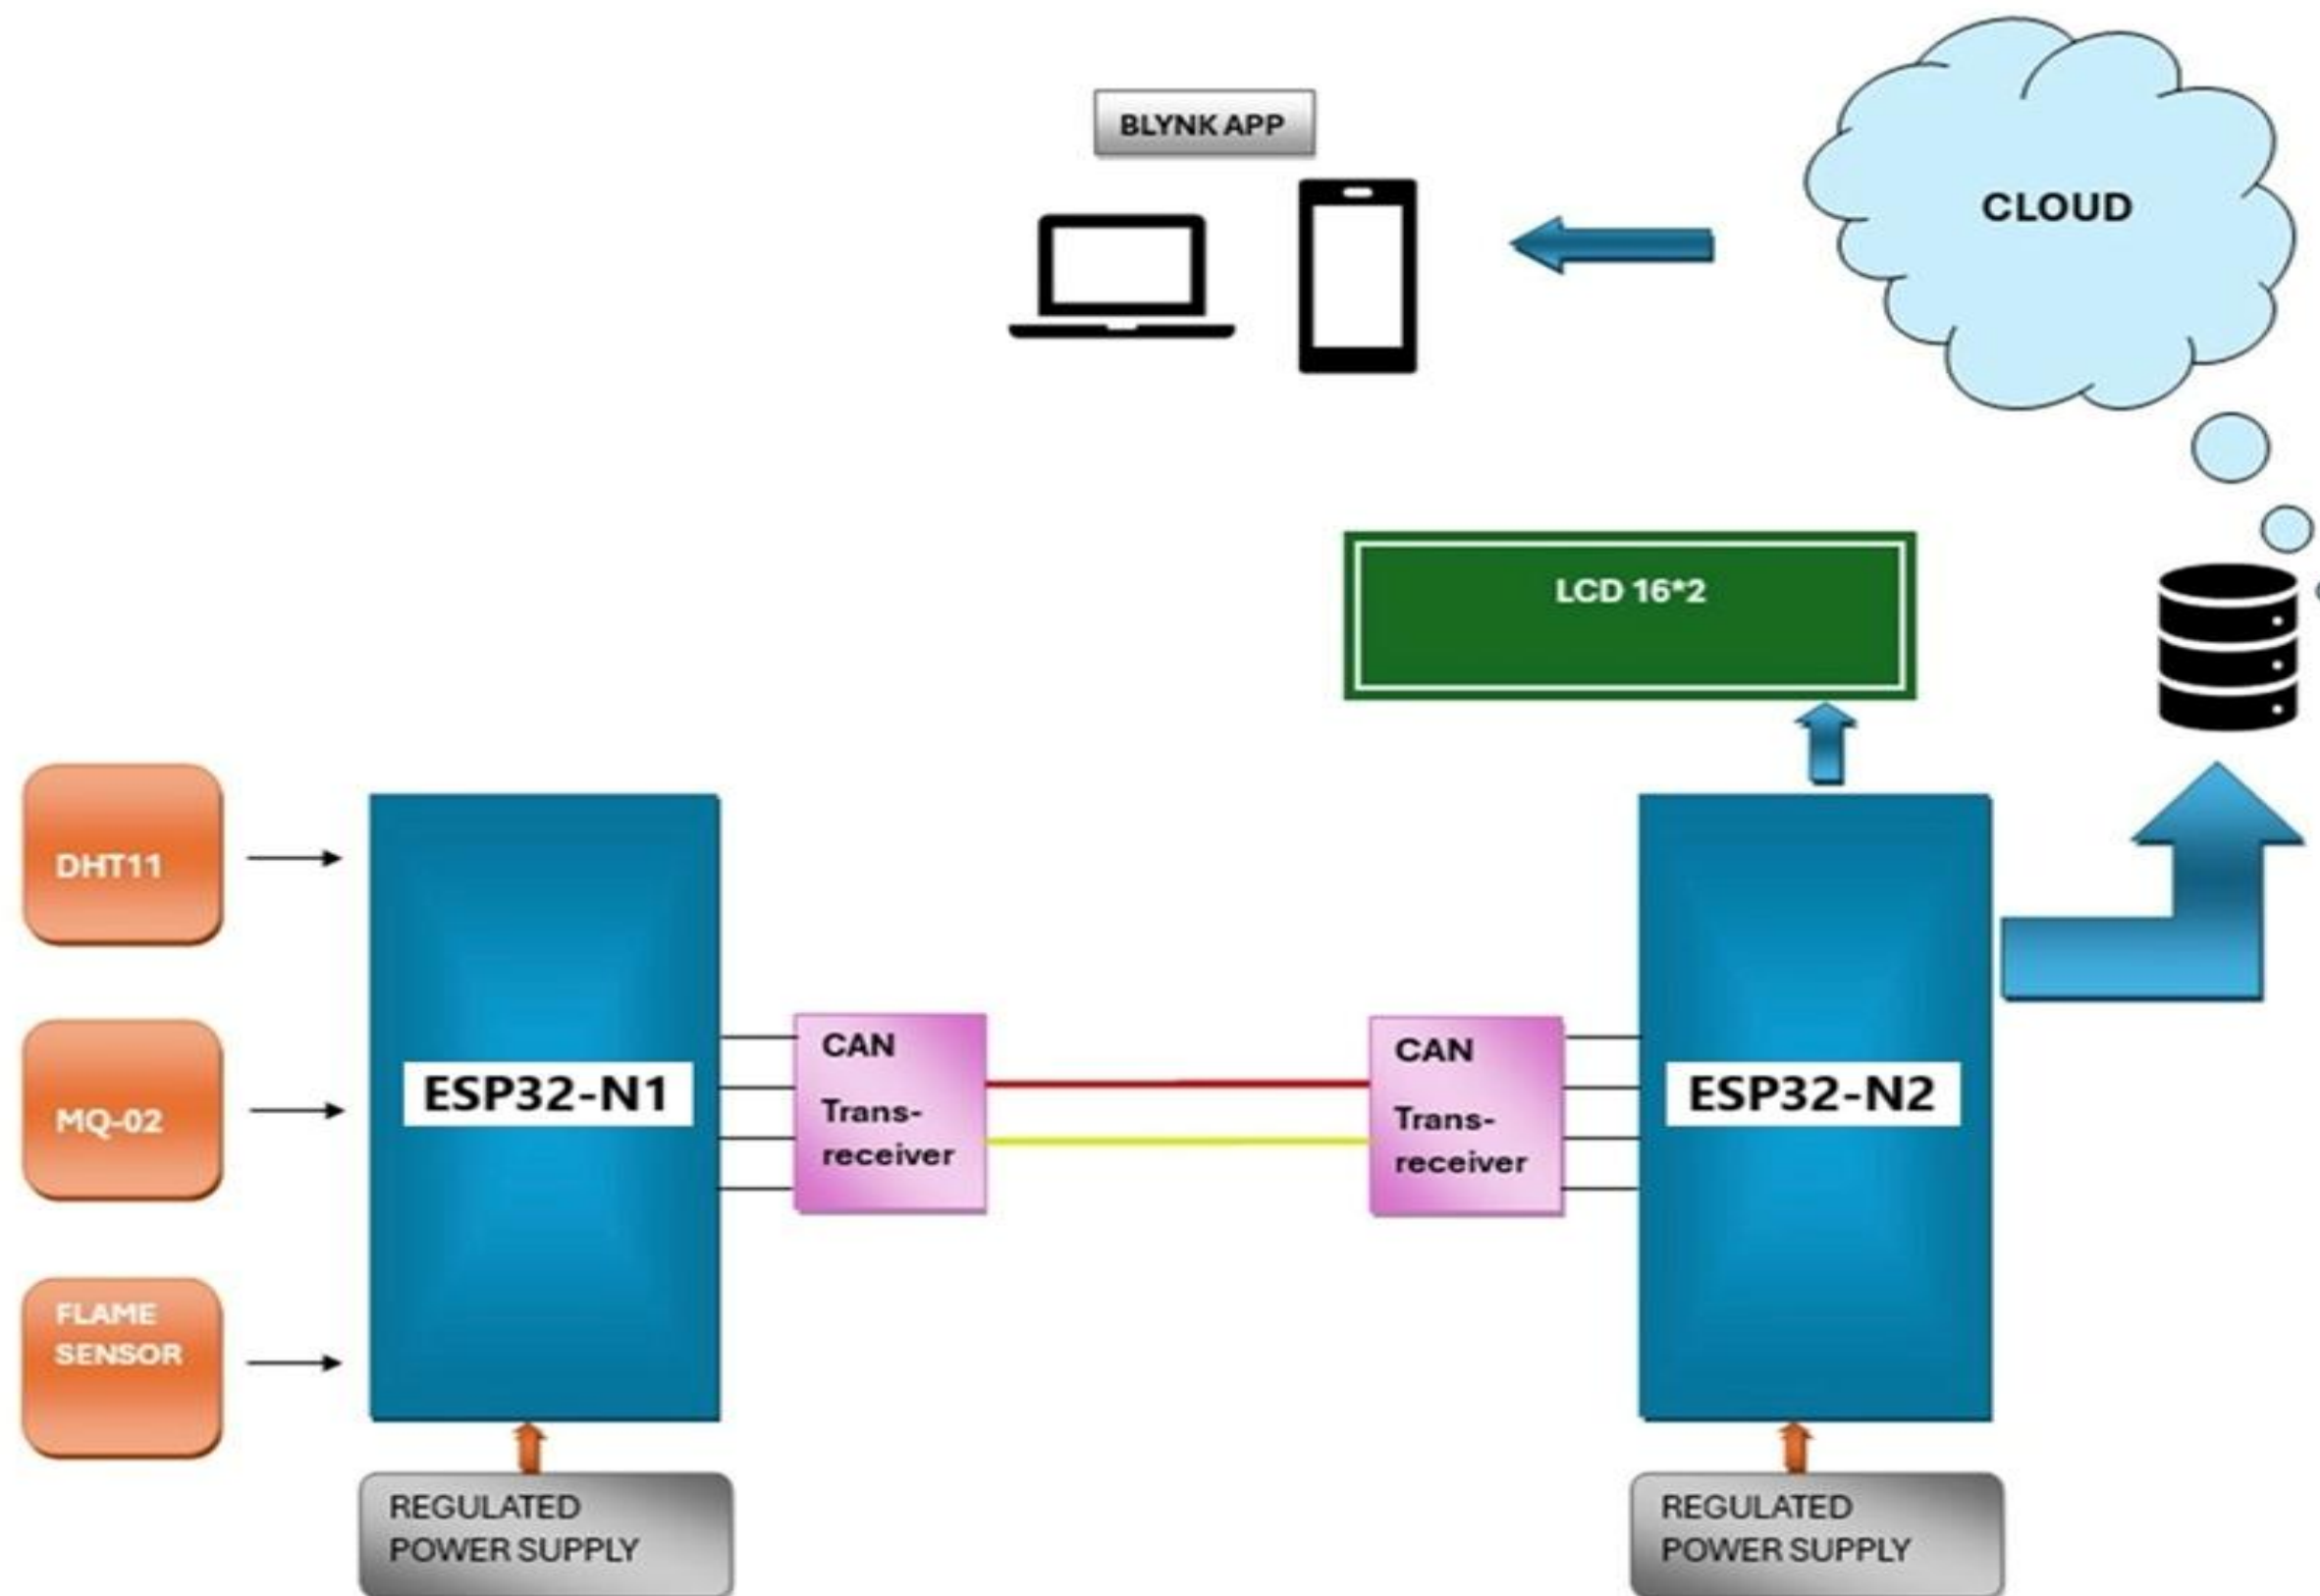 BLYNK APP
CLOUD
LCD 16*2
DHT11
MQ-02
FLAME
SENSOR
ESP32-N1
CAN
Trans-
receiver
CAN
Trans-
receiver
ESP32-N2
REGULATED
POWER SUPPLY
REGULATED
POWER SUPPLY